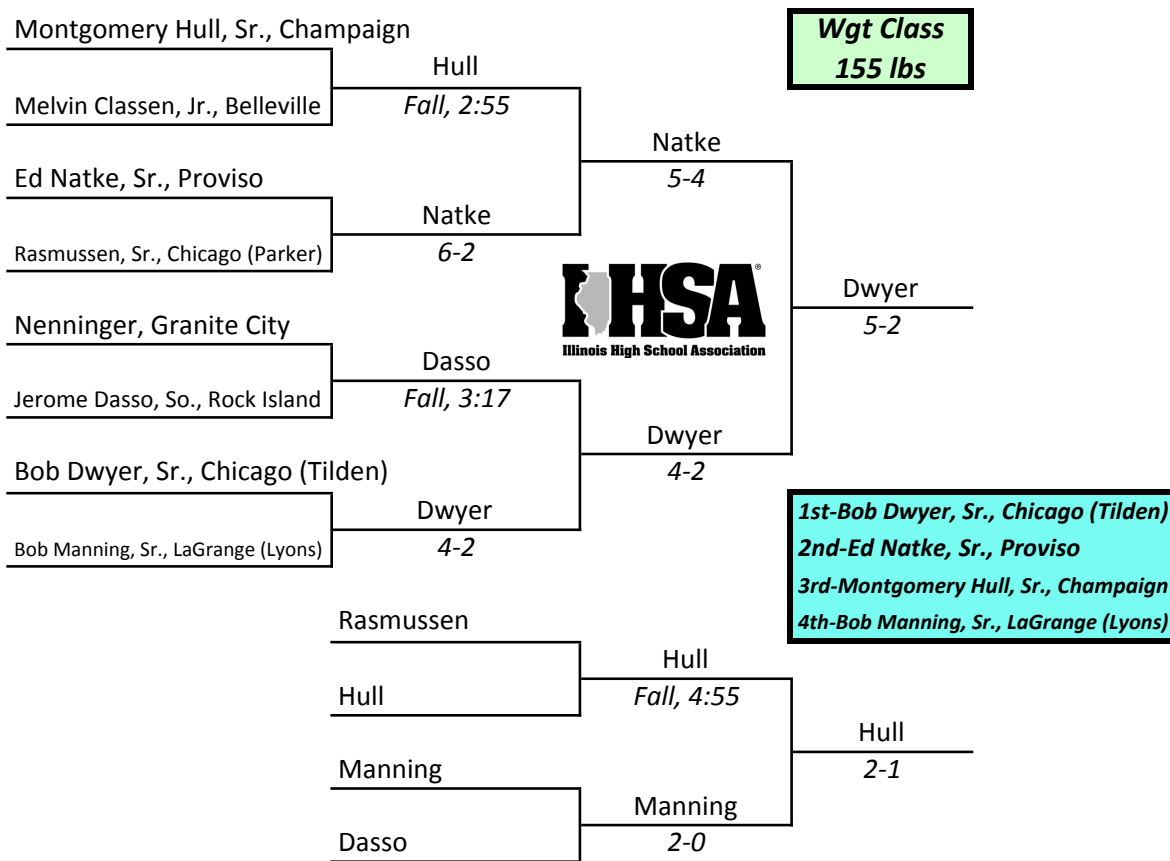 Montgomery Hull, Sr., Champaign
Wgt Class
155 lbs
Hull
Melvin Classen, Jr., Belleville
Fall, 2:55
Natke
5-4
Ed Natke, Sr., Proviso
Natke
Rasmussen, Sr., Chicago (Parker)
6-2
IHSA®
Illinois High School Association
Dwyer
5-2
Nenninger, Granite City
Dasso
Jerome Dasso, So., Rock Island
Fall, 3:17
Dwyer
4-2
Bob Dwyer, Sr., Chicago (Tilden)
Dwyer
Bob Manning, Sr., LaGrange (Lyons)
4-2
1st-Bob Dwyer, Sr., Chicago (Tilden)
2nd-Ed Natke, Sr., Proviso
3rd-Montgomery Hull, Sr., Champaign
4th-Bob Manning, Sr., LaGrange (Lyons)
Rasmussen
Hull
Hull
Fall, 4:55
Hull
2-1
Manning
Manning
Dasso
2-0